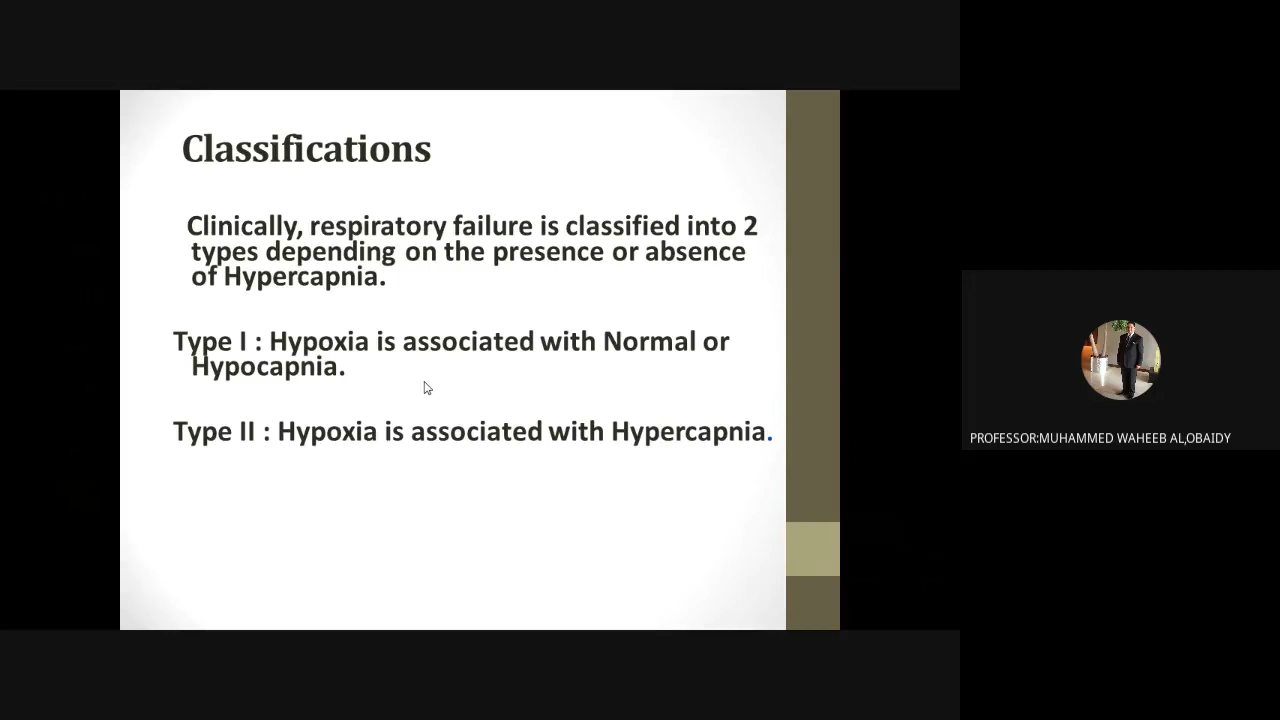 Classifications
Clinically, respiratory failure is classified into 2
types depending on the presence or absence
of Hypercapnia.
Type I : Hypoxia is associated with Normal or
Hypocapnia.
Type II : Hypoxia is associated with Hypercapnia.
PROFESSOR:MUHAMMED WAHEEB AL,OBAIDY